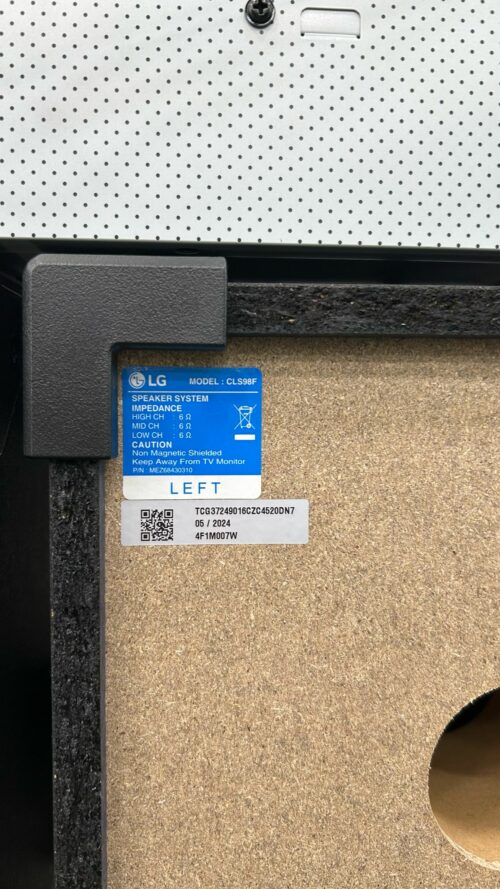 LG MODEL : CLS98F
SPEAKER SYSTEM
IMPEDANCE
HIGH CH : 6 Ω
MID CH : 6 Ω
LOW CH : 6 Ω
CAUTION
Non Magnetic Shielded
Keep Away From TV Monitor
P/N : MEZ68430310
LEFT
TCG37249016CZC4520DN7
05 / 2024
4F1M007W